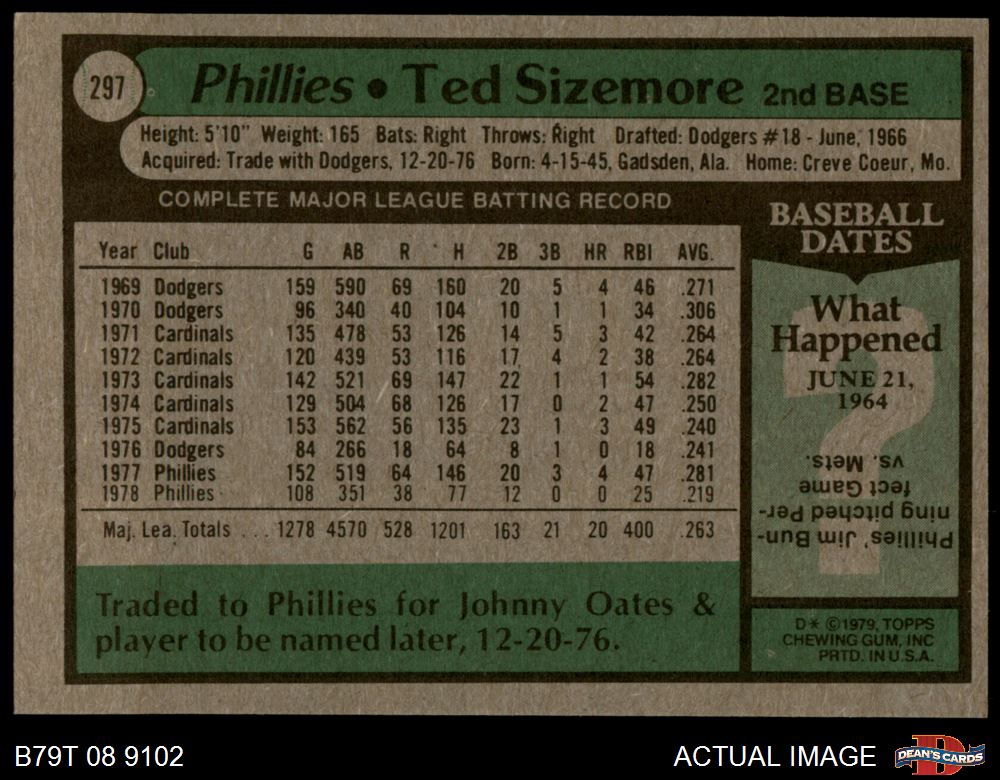 297
Phillies • Ted Sizemore 2nd BASE
Height: 5'10" Weight: 165 Bats: Right Throws: Right Drafted: Dodgers #18 - June, 1966
Acquired: Trade with Dodgers, 12-20-76 Born: 4-15-45, Gadsden, Ala. Home: Creve Coeur, Mo.
COMPLETE MAJOR LEAGUE BATTING RECORD
Year Club G AB R H 2B 3B HR RBI AVG.
1969 Dodgers 159 590 69 160 20 5 4 46 .271
1970 Dodgers 96 340 40 104 10 1 1 34 .306
1971 Cardinals 135 478 53 126 14 5 3 42 .264
1972 Cardinals 120 439 53 116 17 4 2 38 .264
1973 Cardinals 142 521 69 147 22 1 1 54 .282
1974 Cardinals 129 504 68 126 17 0 2 47 .250
1975 Cardinals 153 562 56 135 23 1 3 49 .240
1976 Dodgers 84 266 18 64 8 1 0 18 .241
1977 Phillies 152 519 64 146 20 3 4 47 .281
1978 Phillies 108 351 38 77 12 0 0 25 .219
Maj. Lea. Totals ... 1278 4570 528 1201 163 21 20 400 .263
Traded to Phillies for Johnny Oates &
player to be named later, 12-20-76.
BASEBALL
DATES
What
Happened
JUNE 21,
1964
?
Phillies' Jim Bun-
ning pitched Per-
fect Game
vs. Mets.
D* ©1979, TOPPS
CHEWING GUM, INC
PRTD. IN U.S.A.
B79T 08 9102
ACTUAL IMAGE
D
DEAN'S CARDS